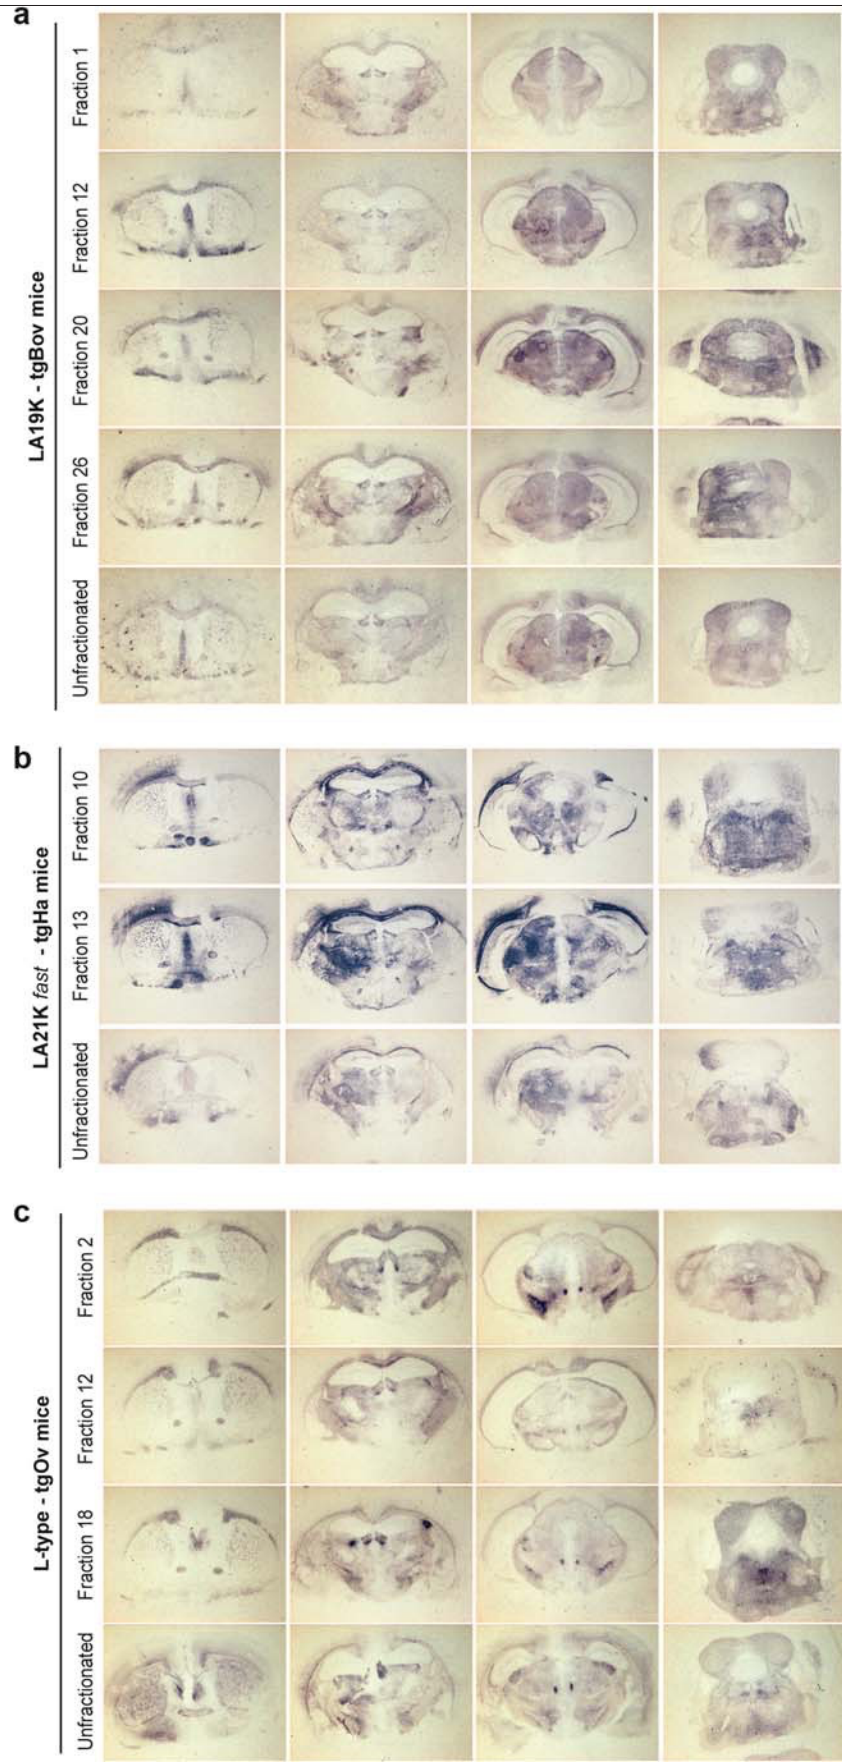 a
LA19K - tgBov mice
Fraction 1
Fraction 12
Fraction 20
Fraction 26
Unfractionated
b
LA21K fast - tgHa mice
Fraction 10
Fraction 13
Unfractionated
c
L-type - tgOv mice
Fraction 2
Fraction 12
Fraction 18
Unfractionated